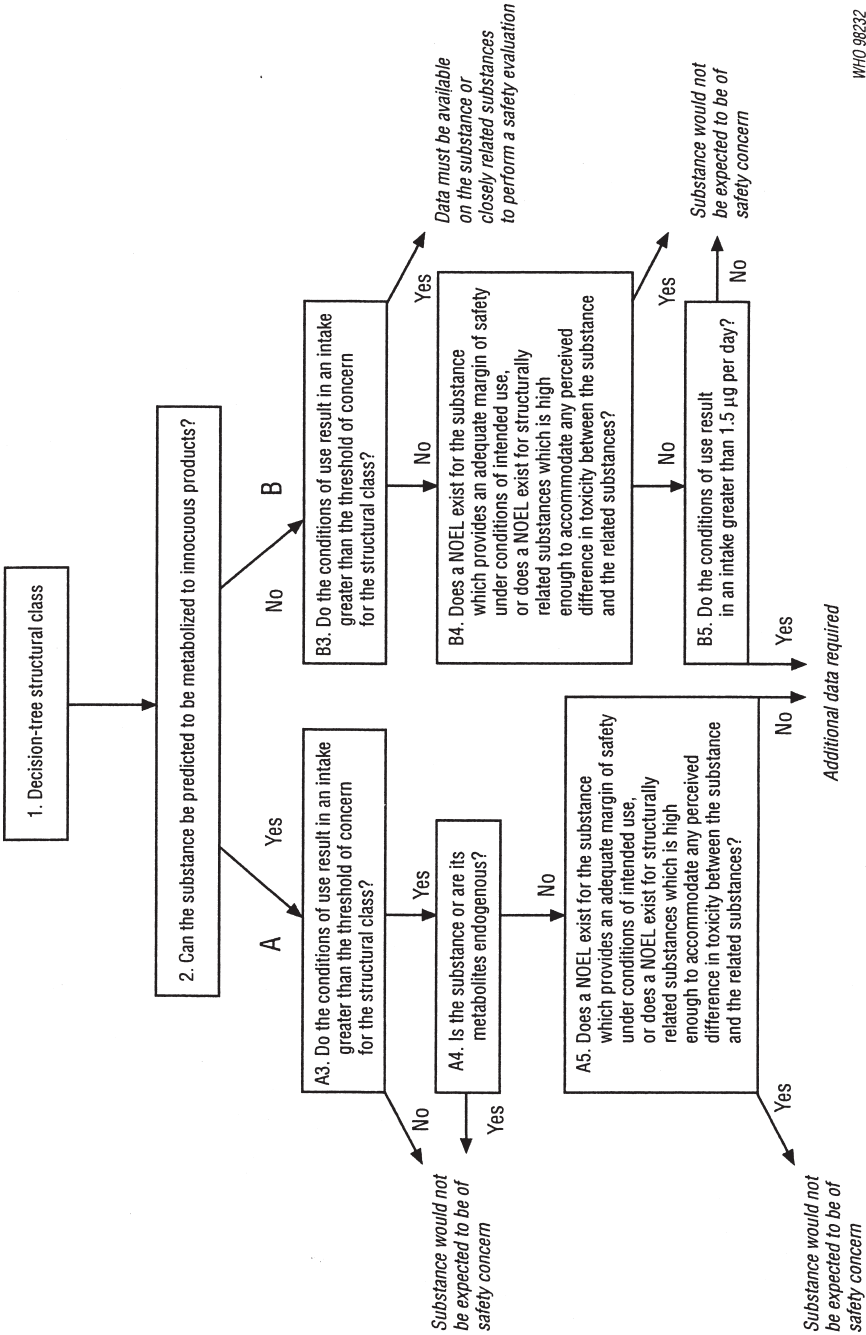 1. Decision-tree structural class
2. Can the substance be predicted to be metabolized to innocuous products?
A
Yes
No
B
A3. Do the conditions of use result in an intake
greater than the threshold of concern
for the structural class?
No
Yes
Substance would not
be expected to be of
safety concern
A4. Is the substance or are its
metabolites endogenous?
Yes
No
A5. Does a NOEL exist for the substance
which provides an adequate margin of safety
under conditions of intended use,
or does a NOEL exist for structurally
related substances which is high
enough to accommodate any perceived
difference in toxicity between the substance
and the related substances?
Yes
No
Substance would not
be expected to be of
safety concern
B3. Do the conditions of use result in an intake
greater than the threshold of concern
for the structural class?
No
Yes
Data must be available
on the substance or
closely related substances
to perform a safety evaluation
B4. Does a NOEL exist for the substance
which provides an adequate margin of safety
under conditions of intended use,
or does a NOEL exist for structurally
related substances which is high
enough to accommodate any perceived
difference in toxicity between the substance
and the related substances?
No
Yes
Substance would not
be expected to be of
safety concern
B5. Do the conditions of use result
in an intake greater than 1.5 µg per day?
Yes
No
Additional data required
WHO 98232